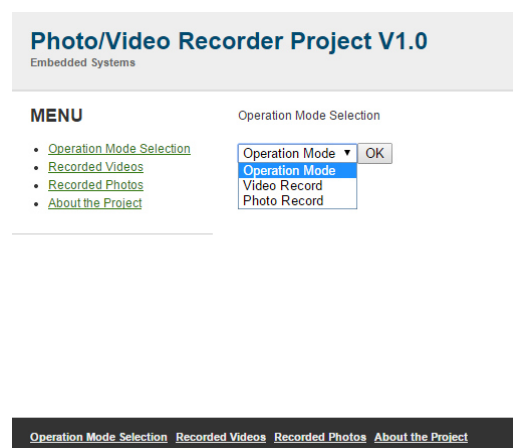 Photo/Video Recorder Project V1.0
Embedded Systems
MENU
Operation Mode Selection
Recorded Videos
Recorded Photos
About the Project
Operation Mode Selection
Operation Mode OK
Operation Mode
Video Record
Photo Record
Operation Mode Selection Recorded Videos Recorded Photos About the Project